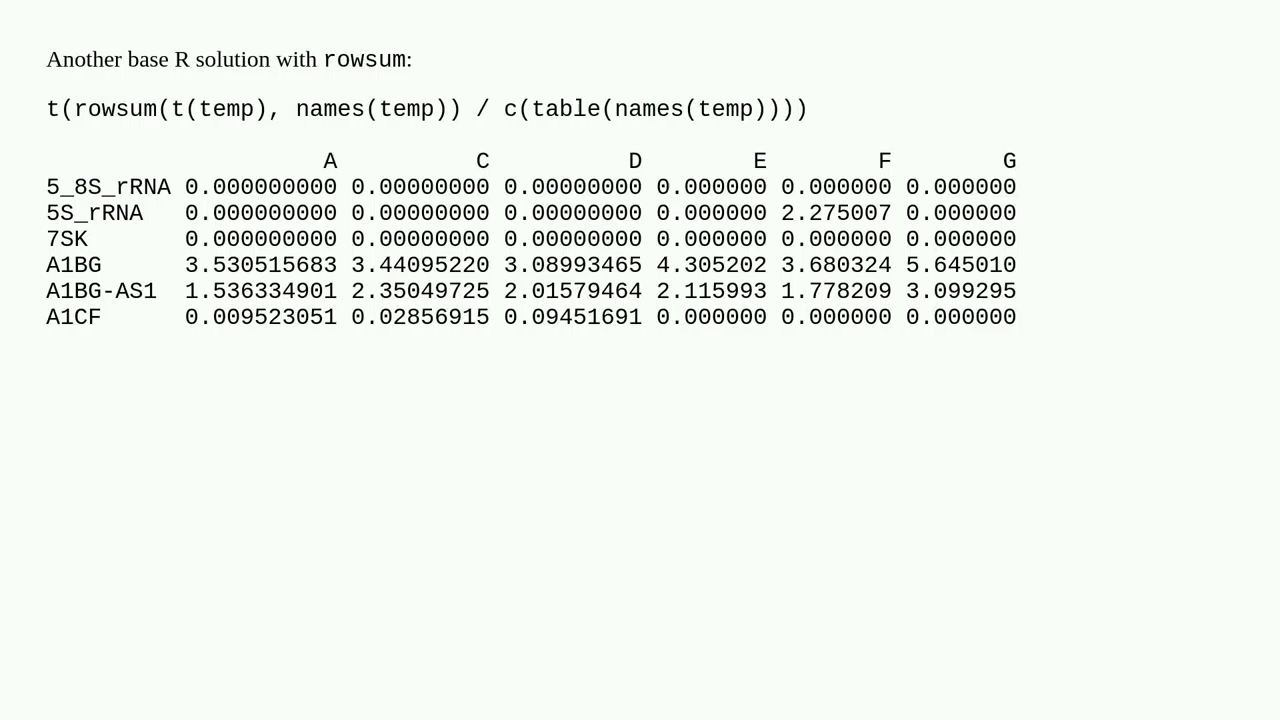 Another base R solution with rowsum:
t(rowsum(t(temp), names(temp)) / c(table(names(temp))))
                    A          C          D        E        F        G
5_8S_rRNA 0.000000000 0.00000000 0.00000000 0.000000 0.000000 0.000000
5S_rRNA   0.000000000 0.00000000 0.00000000 0.000000 2.275007 0.000000
7SK       0.000000000 0.00000000 0.00000000 0.000000 0.000000 0.000000
A1BG      3.530515683 3.44095220 3.08993465 4.305202 3.680324 5.645010
A1BG-AS1  1.536334901 2.35049725 2.01579464 2.115993 1.778209 3.099295
A1CF      0.009523051 0.02856915 0.09451691 0.000000 0.000000 0.000000